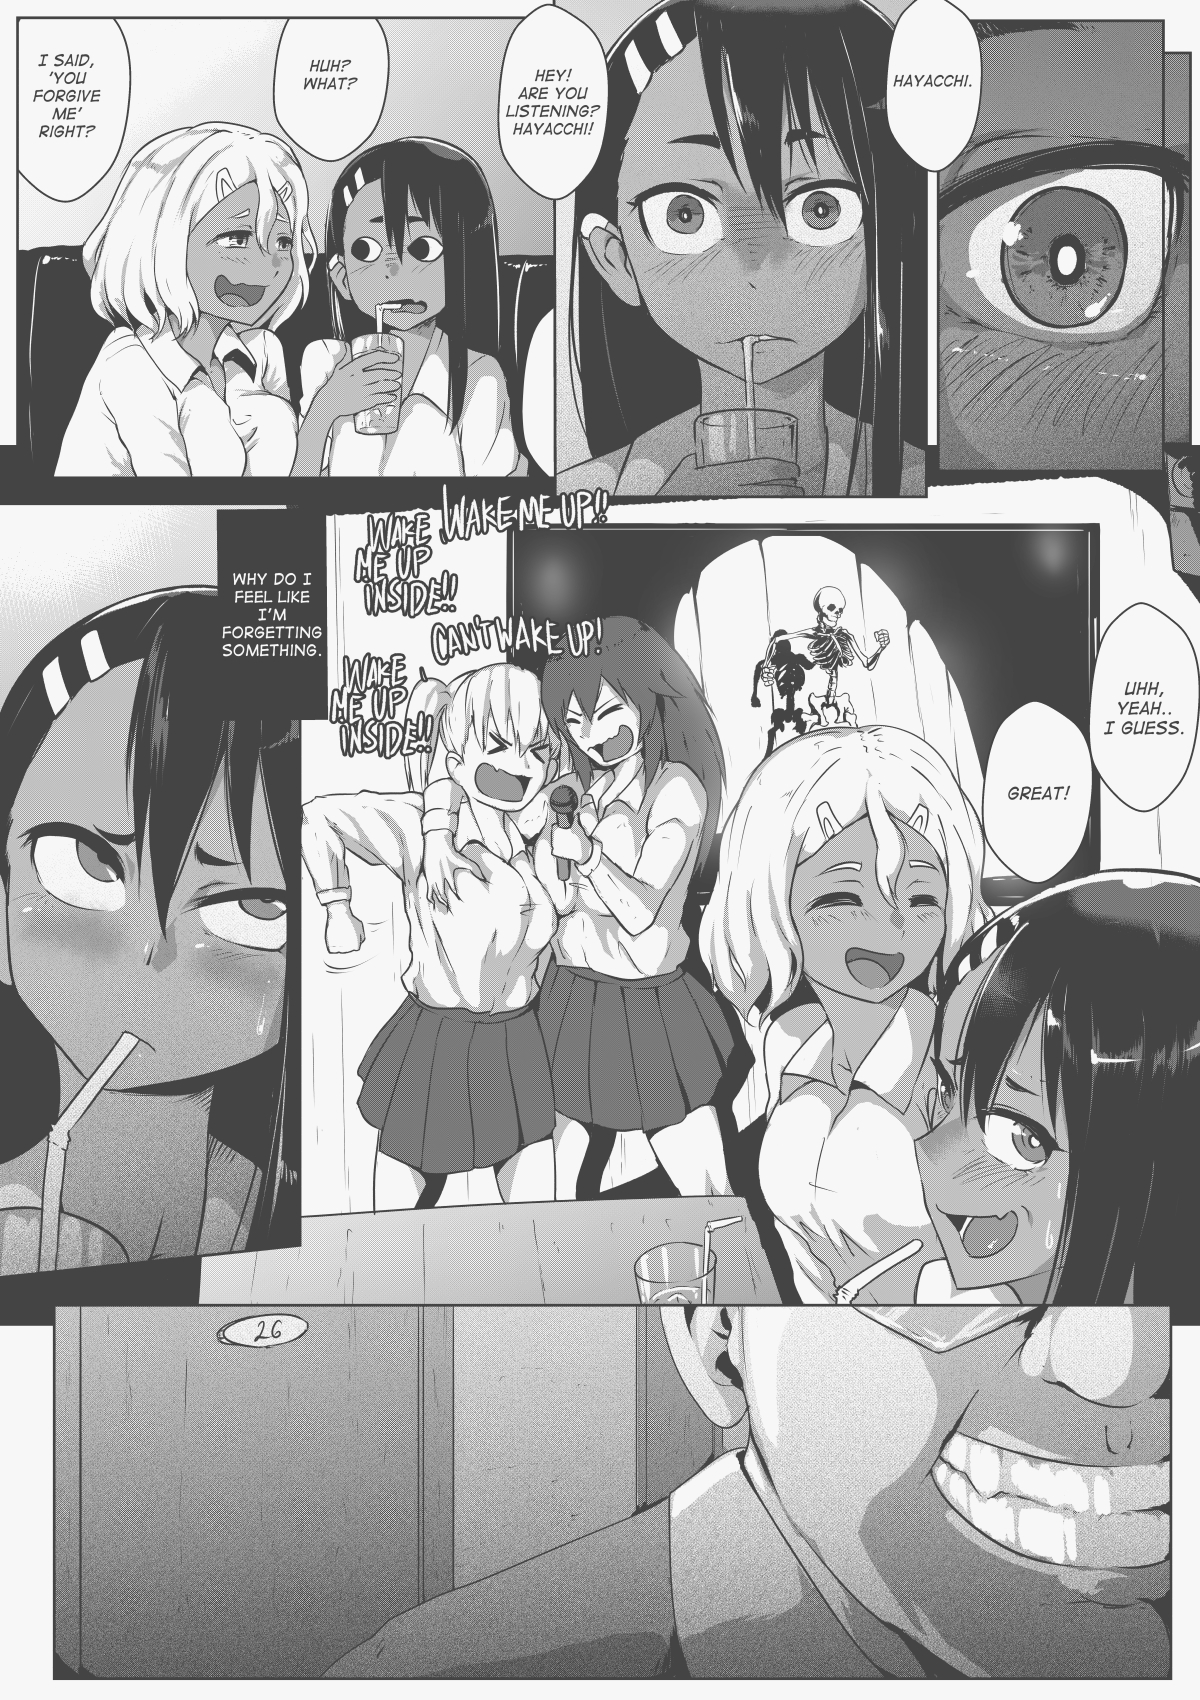 I SAID,
'YOU
FORGIVE
ME'
RIGHT?
HUH?
WHAT?
HEY!
ARE YOU
LISTENING?
HAYACCHI!
HAYACCHI.
WHY DO I
FEEL LIKE
I'M
FORGETTING
SOMETHING.
WAKE ME UP!!
WAKE
ME UP
INSIDE!!
CAN'T WAKE UP!
WAKE
ME UP
INSIDE!!
UHH,
YEAH..
I GUESS.
GREAT!
26